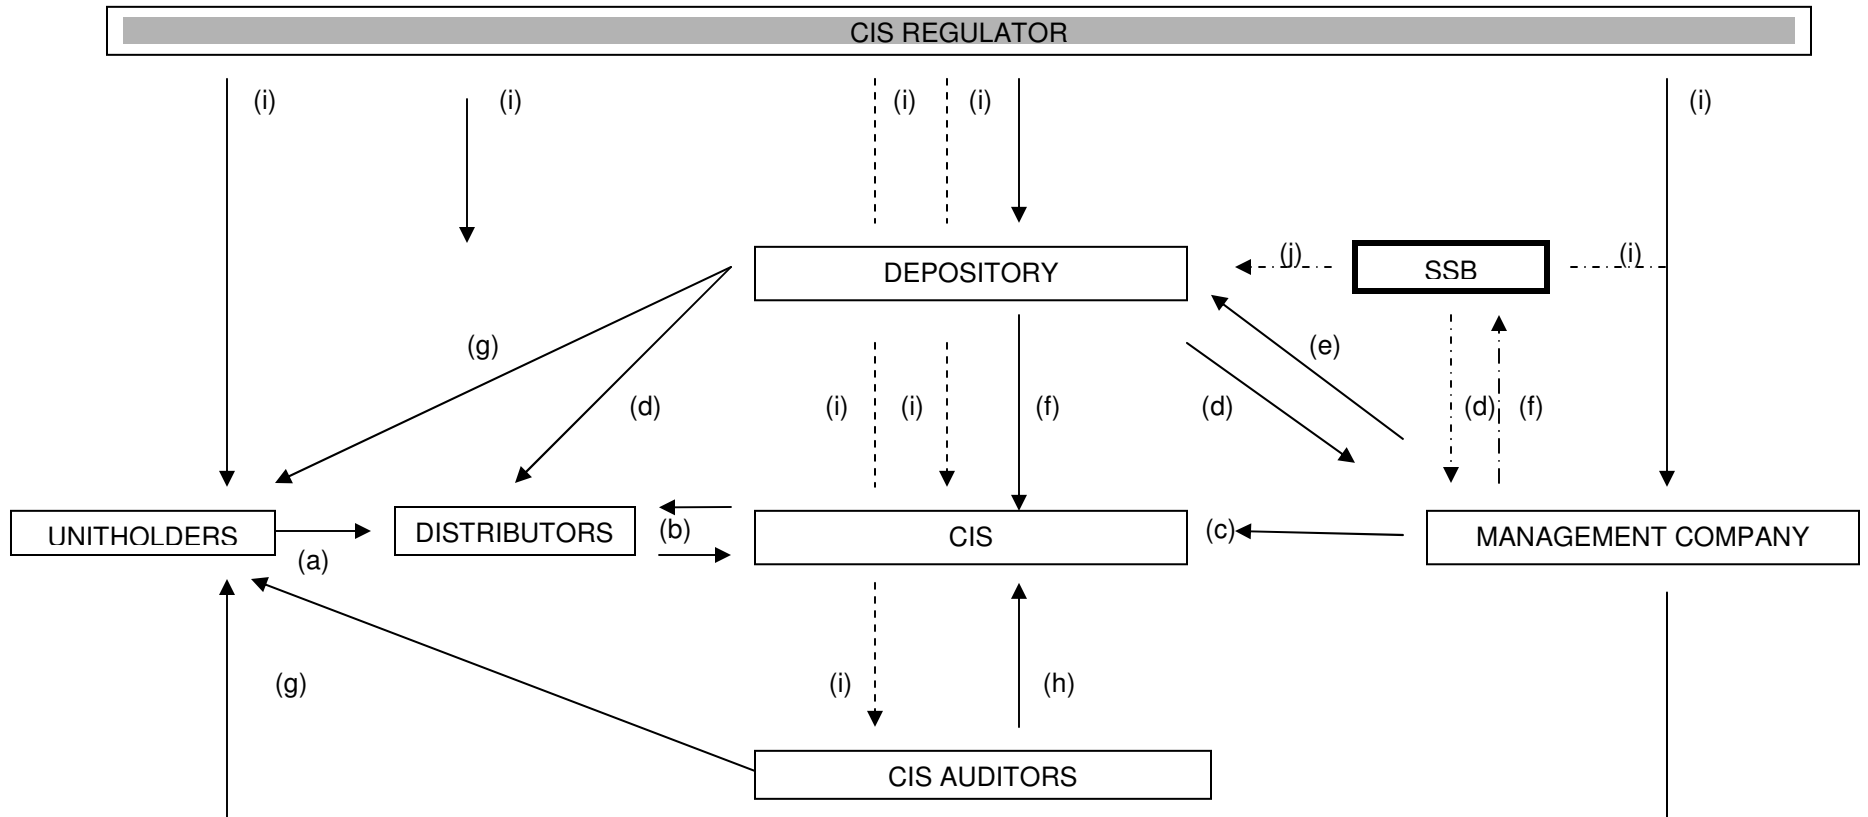 CIS REGULATOR
(i) (i) (i) (i) (i)
DEPOSITORY (j) SSB (i)
(g) (e)
(d) (i) (i) (f) (d) (d) (f)
UNITHOLDERS DISTRIBUTORS (b) CIS (c) MANAGEMENT COMPANY
(a)
(g) (i) (h)
CIS AUDITORS